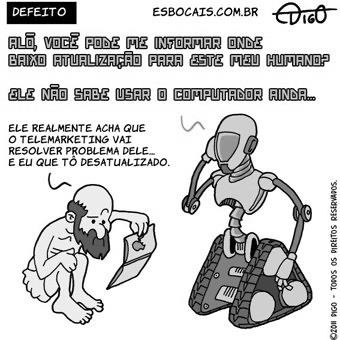 DEFEITO
ESBOCAIS.COM.BR
DIGO
ALÔ, VOCÊ PODE ME INFORMAR ONDE
BAIXO ATUALIZAÇÃO PARA ESTE MEU HUMANO?
ELE NÃO SABE USAR O COMPUTADOR AINDA...
ELE REALMENTE ACHA QUE
O TELEMARKETING VAI
RESOLVER PROBLEMA DELE...
E EU QUE TÔ DESATUALIZADO.
©2011 DIGO - TODOS OS DIREITOS RESERVADOS.